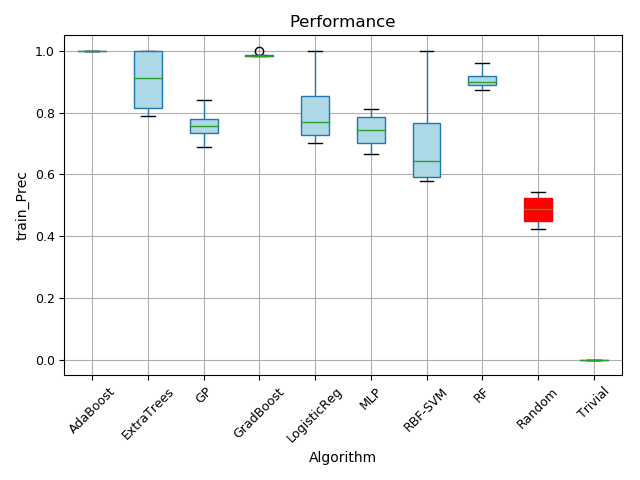 Performance
train_Prec
1.0
0.8
0.6
0.4
0.2
0.0
AdaBoost
ExtraTrees
GP
GradBoost
LogisticReg
MLP
RBF-SVM
RF
Random
Trivial
Algorithm